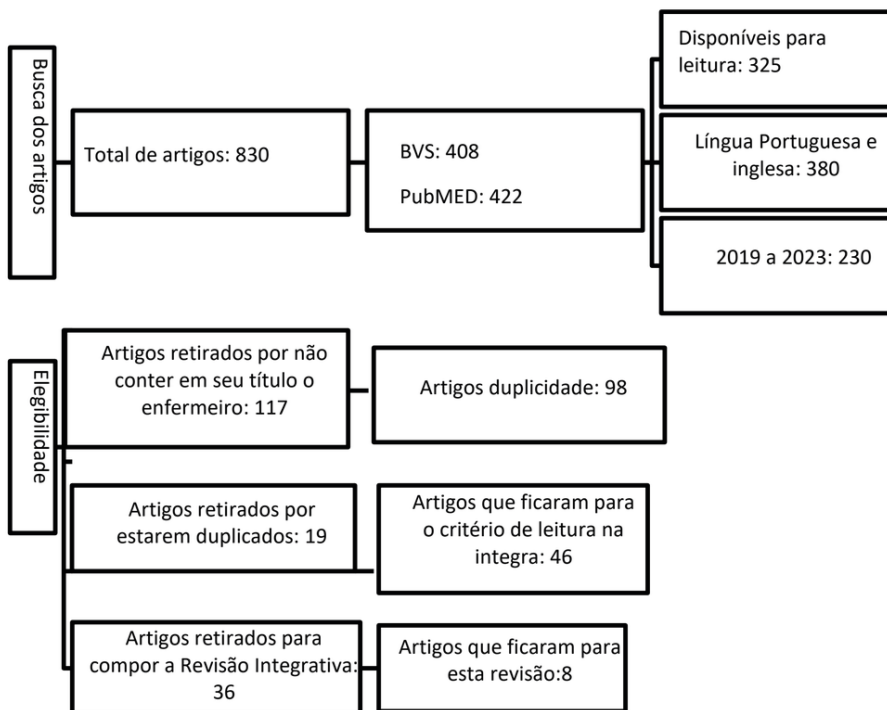 Busca dos artigos
Total de artigos: 830
BVS: 408
PubMED: 422
Disponíveis para
leitura: 325
Língua Portuguesa e
inglesa: 380
2019 a 2023: 230
Elegibilidade
Artigos retirados por não
conter em seu título o
enfermeiro: 117
Artigos duplicidade: 98
Artigos retirados por
estarem duplicados: 19
Artigos que ficaram para
o critério de leitura na
integra: 46
Artigos retirados para
compor a Revisão Integrativa:
36
Artigos que ficaram para
esta revisão:8